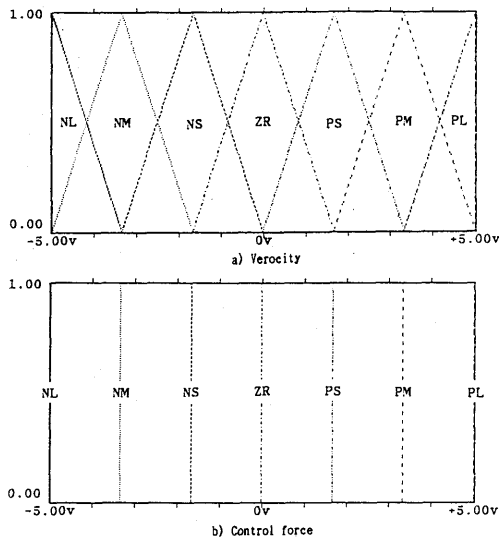 1.00
NL NM NS ZR PS PM PL
0.00
-5.00v 0v +5.00v
a) Verocity
1.00
NL NM NS ZR PS PM PL
0.00
-5.00v 0v +5.00v
b) Control force